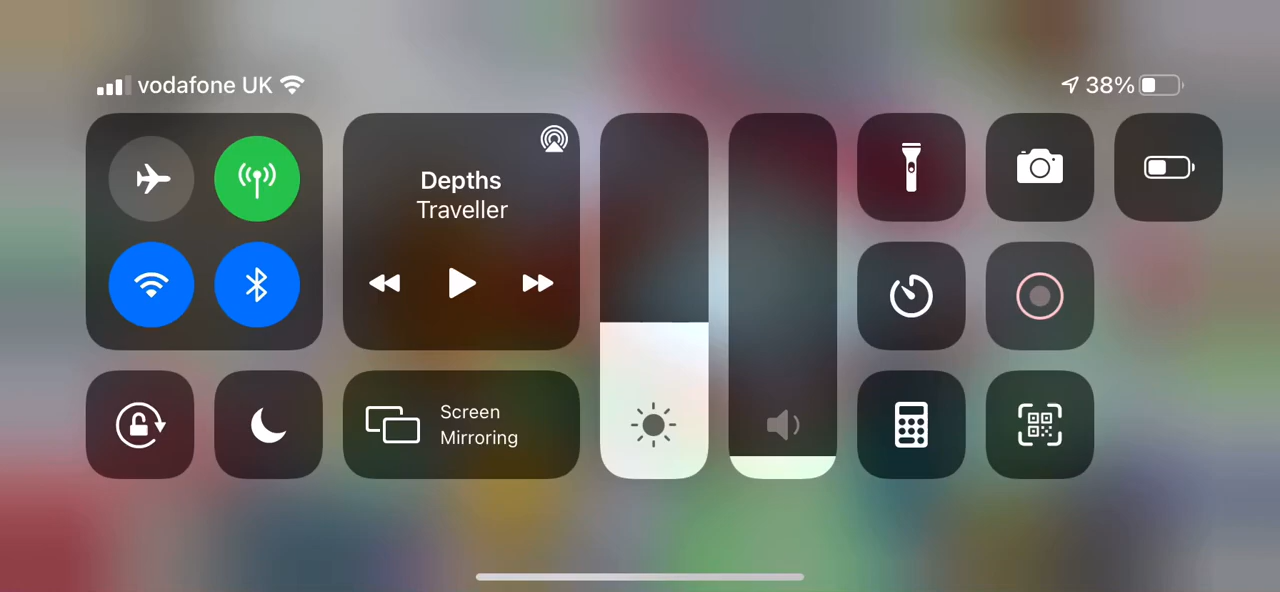 vodafone UK
38%
Depths
Traveller
Screen
Mirroring